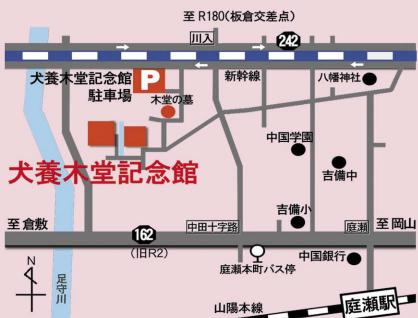 至 R180(板倉交差点)
川入
242
犬養木堂記念館
駐車場
P
新幹線
八幡神社
木堂の墓
中国学園
犬養木堂記念館
吉備中
至 倉敷
162
(旧R2)
中田十字路
吉備小
庭瀬
至 岡山
N
足守川
庭瀬本町バス停
中国銀行
山陽本線
庭瀬駅